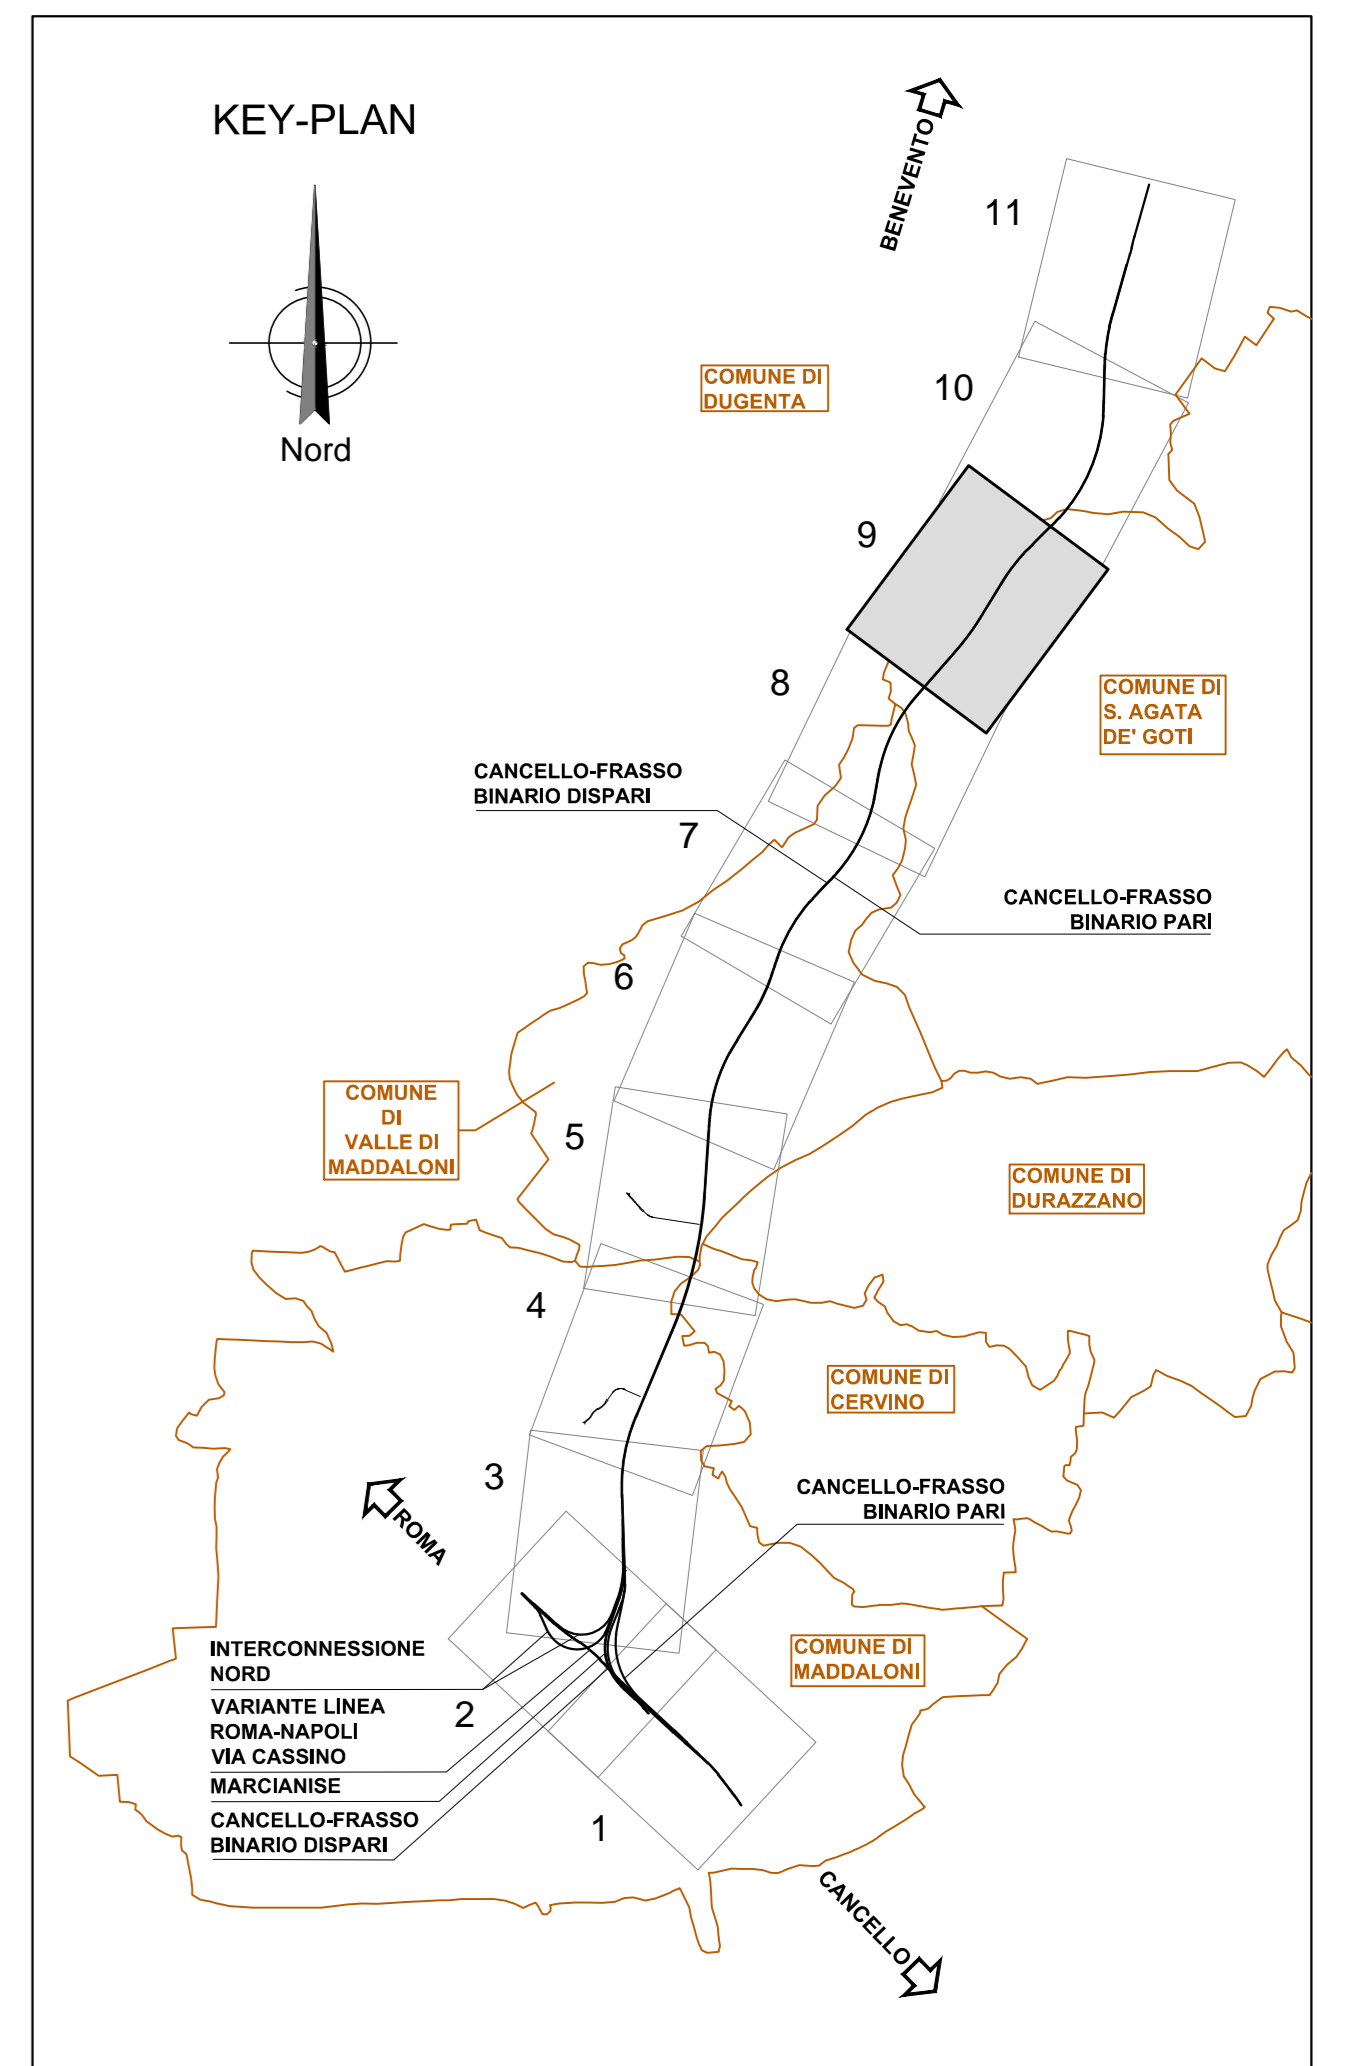 KEY-PLAN
Nord
BENEVENTO
11
10
COMUNE DI
DUGENTA
9
8
COMUNE DI
S. AGATA
DE' GOTI
CANCELLO-FRASSO
BINARIO DISPARI
7
CANCELLO-FRASSO
BINARIO PARI
6
COMUNE
DI
VALLE DI
MADDALONI
5
COMUNE DI
DURAZZANO
4
COMUNE DI
CERVINO
3
CANCELLO-FRASSO
BINARIO PARI
ROMA
COMUNE DI
MADDALONI
INTERCONNESSIONE
NORD
VARIANTE LINEA
ROMA-NAPOLI
VIA CASSINO
2
MARCIANISE
CANCELLO-FRASSO
BINARIO DISPARI
1
CANCELLO